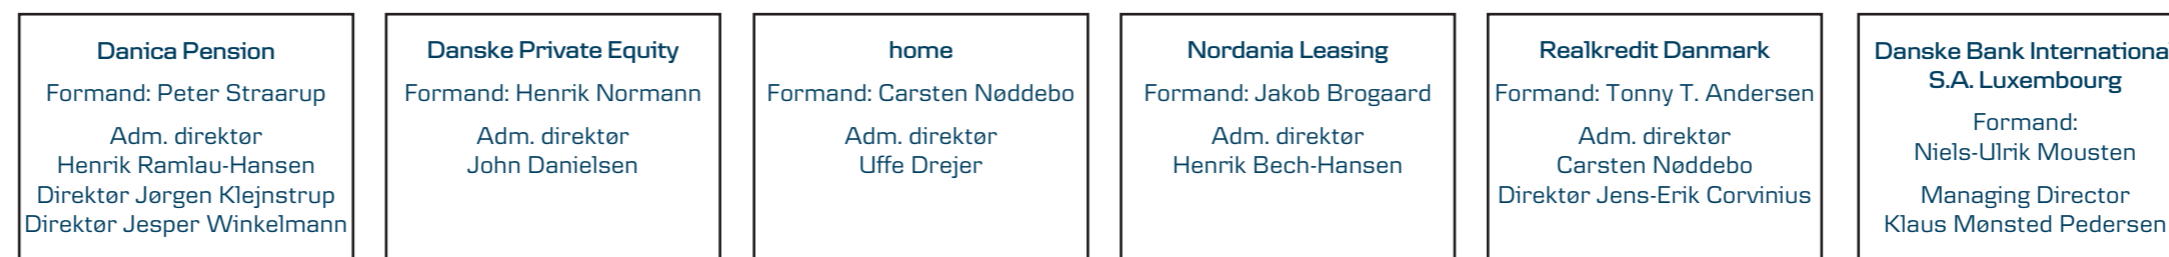 Danica Pension
Formand: Peter Straarup
Adm. direktør
Henrik Ramlau-Hansen
Direktør Jørgen Klejnstrup
Direktør Jesper Winkelmann
Danske Private Equity
Formand: Henrik Normann
Adm. direktør
John Danielsen
home
Formand: Carsten Nøddebo
Adm. direktør
Uffe Drejer
Nordania Leasing
Formand: Jakob Brogaard
Adm. direktør
Henrik Bech-Hansen
Realkredit Danmark
Formand: Tonny T. Andersen
Adm. direktør
Carsten Nøddebo
Direktør Jens-Erik Corvinius
Danske Bank Internationa
S.A. Luxembourg
Formand:
Niels-Ulrik Mousten
Managing Director
Klaus Mønsted Pedersen